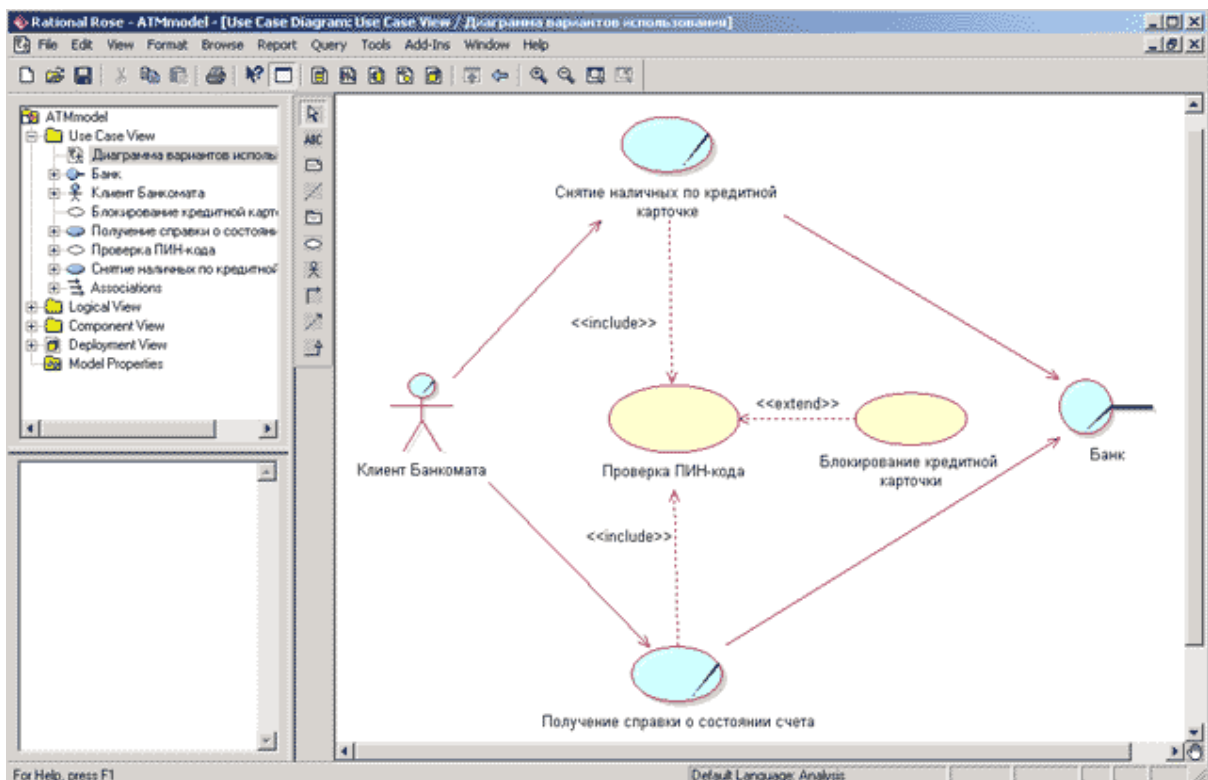 Rational Rose - ATMmodel - [Use Case Diagram: Use Case View / Диаграмма вариантов использования]
File Edit View Format Browse Report Query Tools Add-Ins Window Help
ATMmodel
Use Case View
Диаграмма вариантов исполь
Банк
Клиент Банкомата
Блокирование кредитной карт
Получение справки о состоян
Проверка ПИН-кода
Снятие наличных по кредитной
Associations
Logical View
Component View
Deployment View
Model Properties
ABC
Снятие наличных по кредитной
карточке
<<include>>
<<extend>>
Клиент Банкомата
Проверка ПИН-кода
Блокирование кредитной
карточки
Банк
<<include>>
Получение справки о состоянии счета
For Help, press F1
Default Language: Analysis